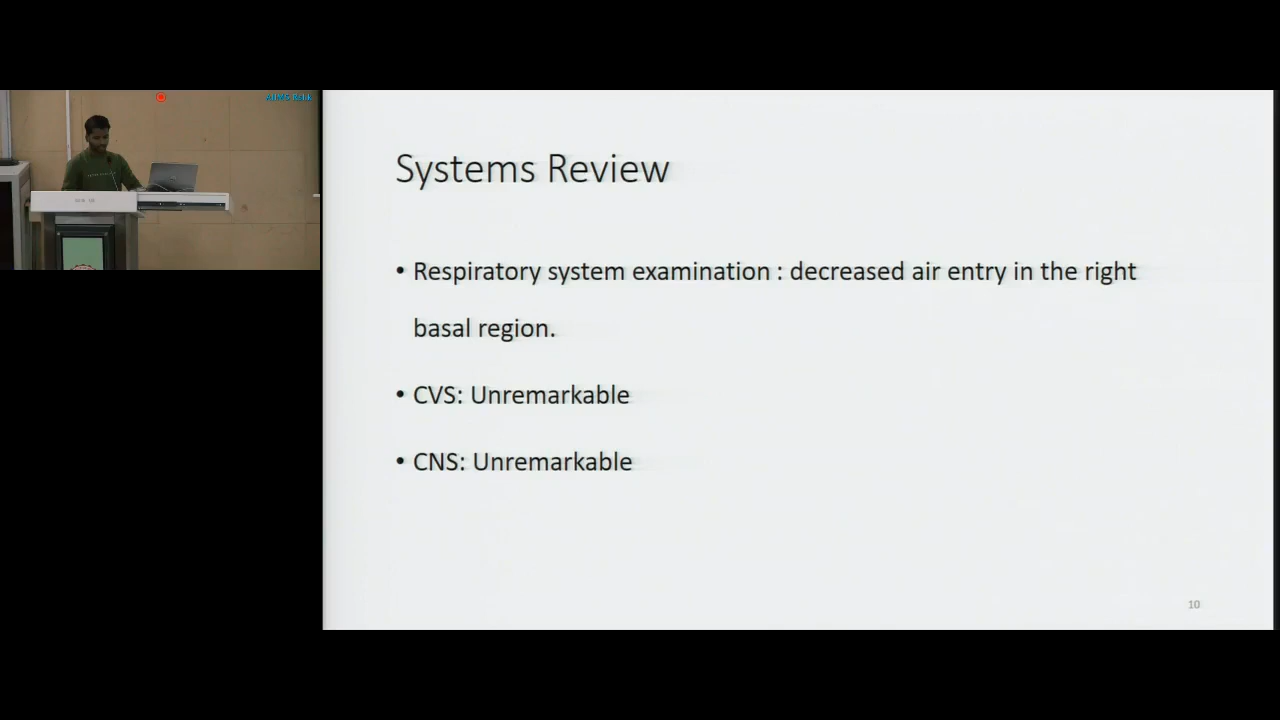 Systems Review
• Respiratory system examination : decreased air entry in the right
basal region.
• CVS: Unremarkable
• CNS: Unremarkable
10